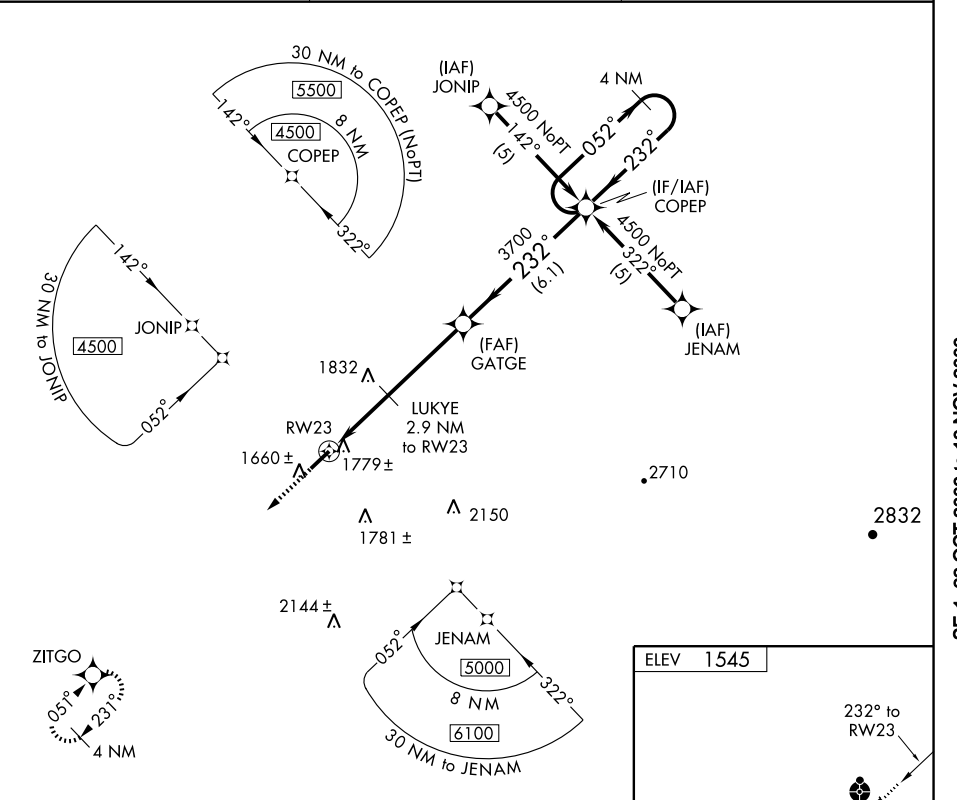 30 NM to COPEP (NoPT)
5500
4500
8 NM
142°
COPEP
322°
(IAF)
JONIP
4500 NoPT
142°
(5)
4 NM
052°
232°
(IF/IAF)
COPEP
4500 NoPT
322°
(5)
(IAF)
JENAM
3700
232°
(6.1)
(FAF)
GATGE
30 NM to JONIP
142°
JONIP
4500
052°
1832
LUKYE
2.9 NM
to RW23
RW23
1660 ±
1779 ±
1781 ±
2150
2710
2832
2144 ±
052°
JENAM
5000
8 NM
322°
6100
30 NM to JENAM
ZITGO
051°
231°
4 NM
ELEV 1545
232° to
RW23